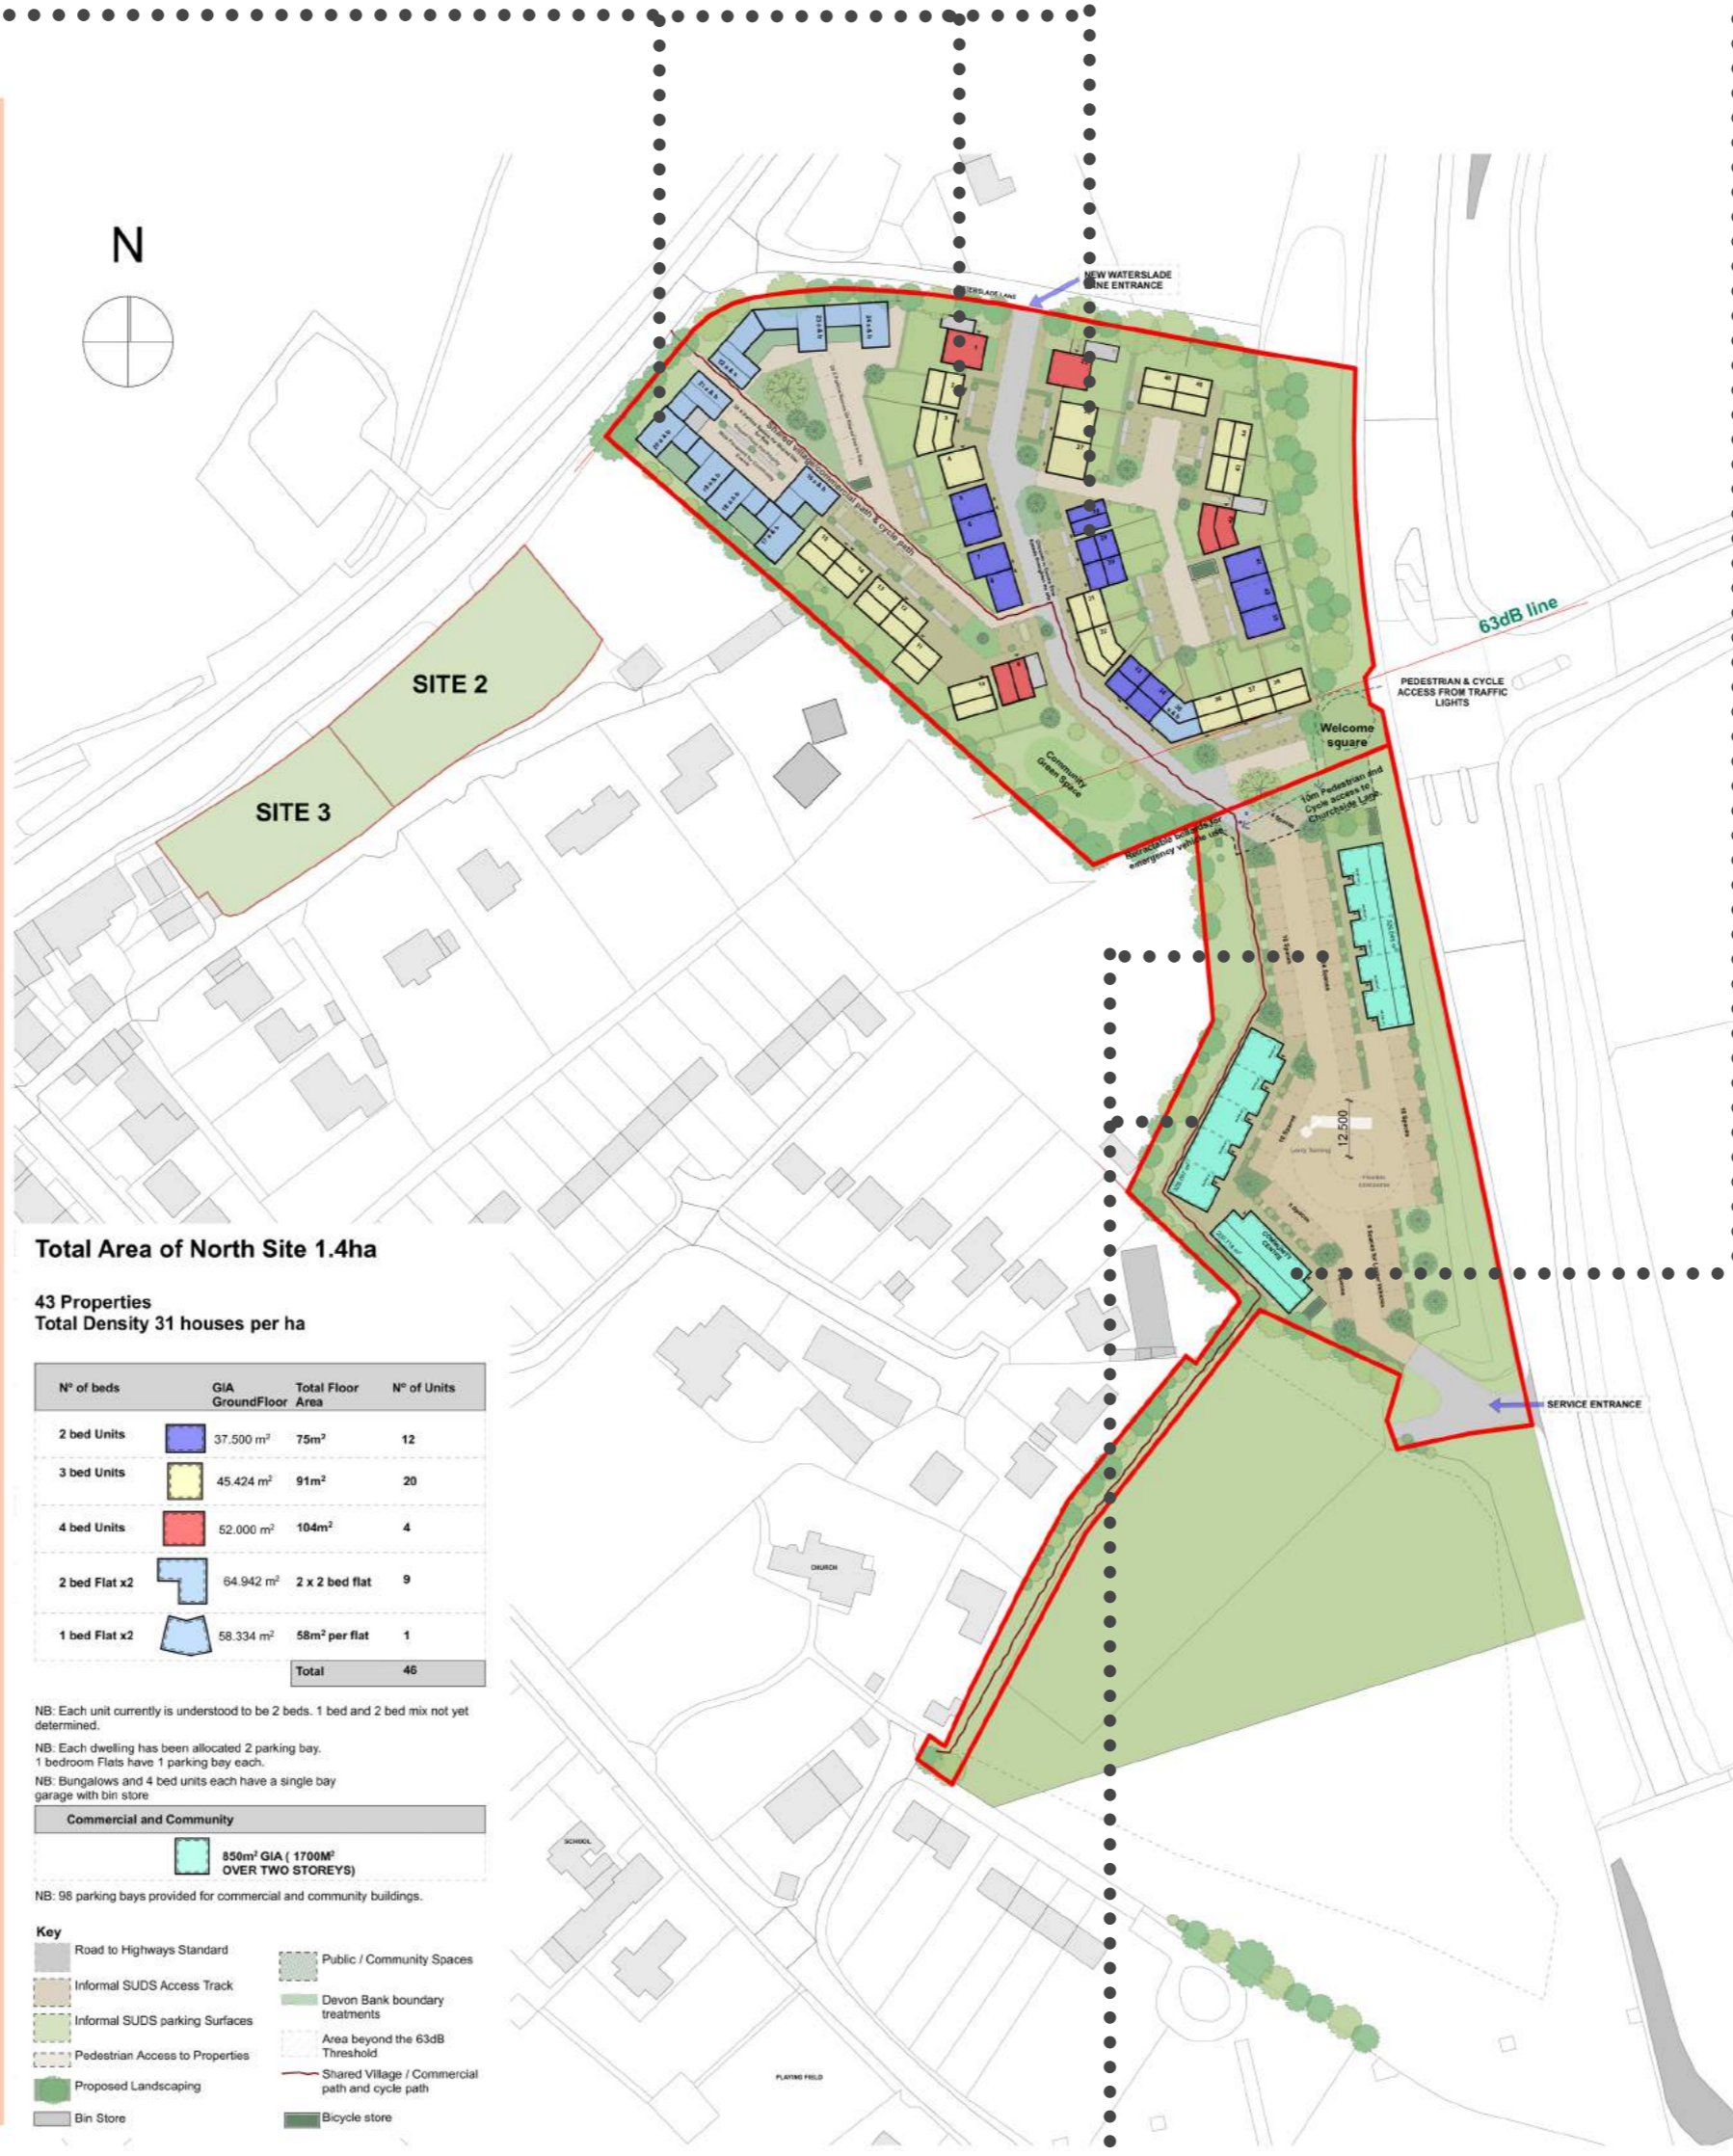 N
NEW WATERSLADE
LANE ENTRANCE
Shared village/commercial path & cycle path
63dB line
PEDESTRIAN & CYCLE
ACCESS FROM TRAFFIC
LIGHTS
Welcome
square
10m Pedestrian and
Cycle access to
Churchside Lane.
Retractable bollards for
emergency vehicle use
Community
Green Space
SITE 2
SITE 3
12.500
COMMUNITY
CENTRE
SERVICE ENTRANCE
CHURCH
SCHOOL
PLAYING FIELD
Total Area of North Site 1.4ha
43 Properties
Total Density 31 houses per ha
Nº of beds GIA GroundFloor Total Floor Area Nº of Units
2 bed Units 37.500 m² 75m² 12
3 bed Units 45.424 m² 91m² 20
4 bed Units 52.000 m² 104m² 4
2 bed Flat x2 64.942 m² 2 x 2 bed flat 9
1 bed Flat x2 58.334 m² 58m² per flat 1
Total 46
NB: Each unit currently is understood to be 2 beds. 1 bed and 2 bed mix not yet
determined.
NB: Each dwelling has been allocated 2 parking bay.
1 bedroom Flats have 1 parking bay each.
NB: Bungalows and 4 bed units each have a single bay
garage with bin store
Commercial and Community
850m² GIA ( 1700M²
OVER TWO STOREYS)
NB: 98 parking bays provided for commercial and community buildings.
Key
Road to Highways Standard
Informal SUDS Access Track
Informal SUDS parking Surfaces
Pedestrian Access to Properties
Proposed Landscaping
Bin Store
Public / Community Spaces
Devon Bank boundary
treatments
Area beyond the 63dB
Threshold
Shared Village / Commercial
path and cycle path
Bicycle store